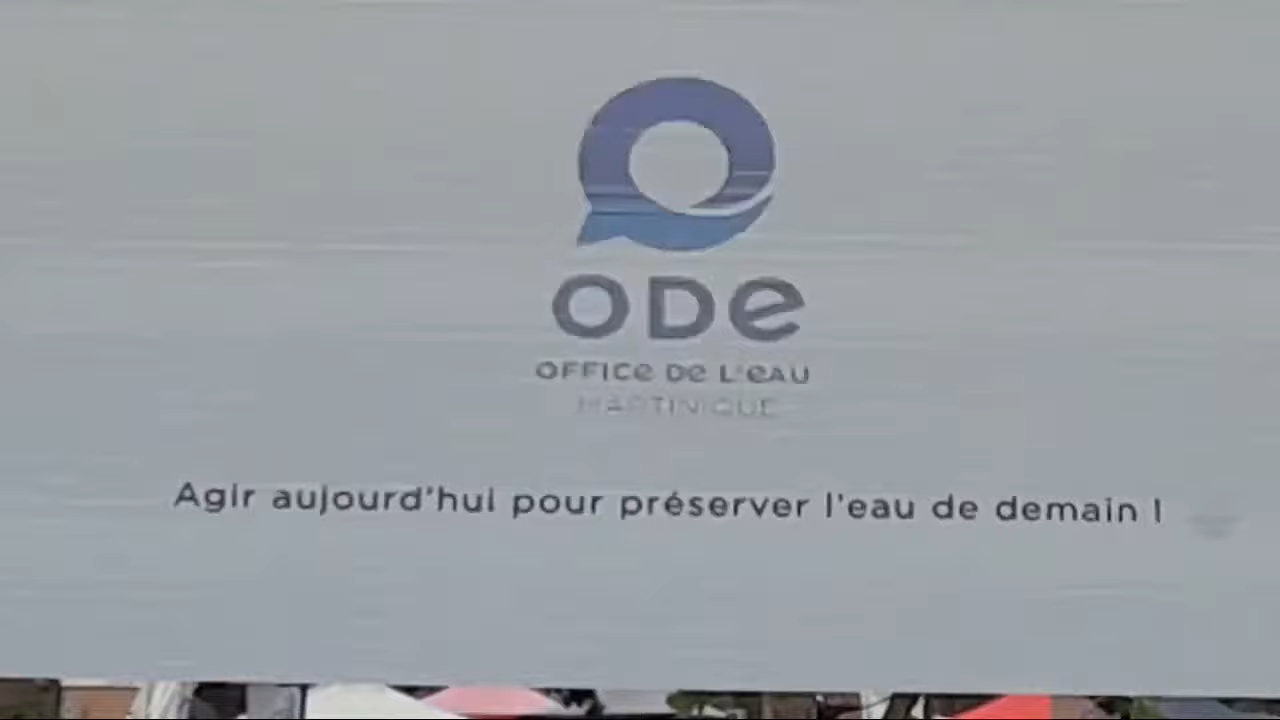 ODE
OFFICE DE L'EAU
MARTINIQUE
Agir aujourd'hui pour préserver l'eau de demain !